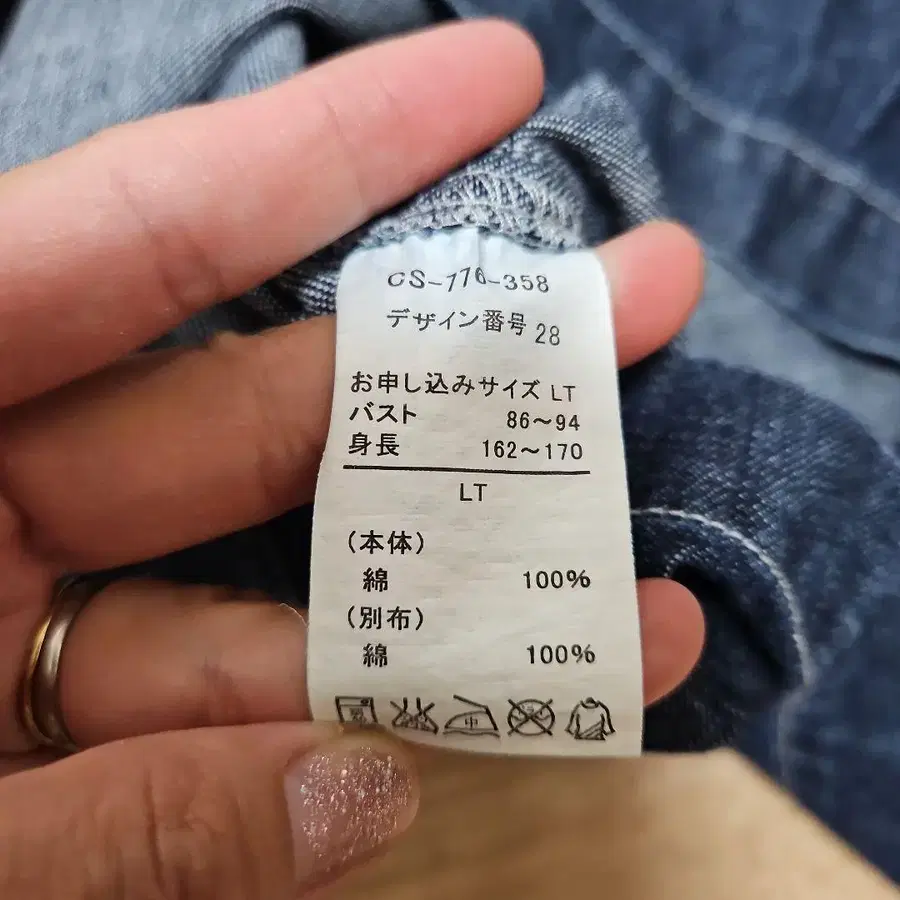 CS-776-358
デザイン番号 28
お申し込みサイズ LT
バスト 86～94
身長 162～170
LT
(本体)
綿 100%
(別布)
綿 100%
中